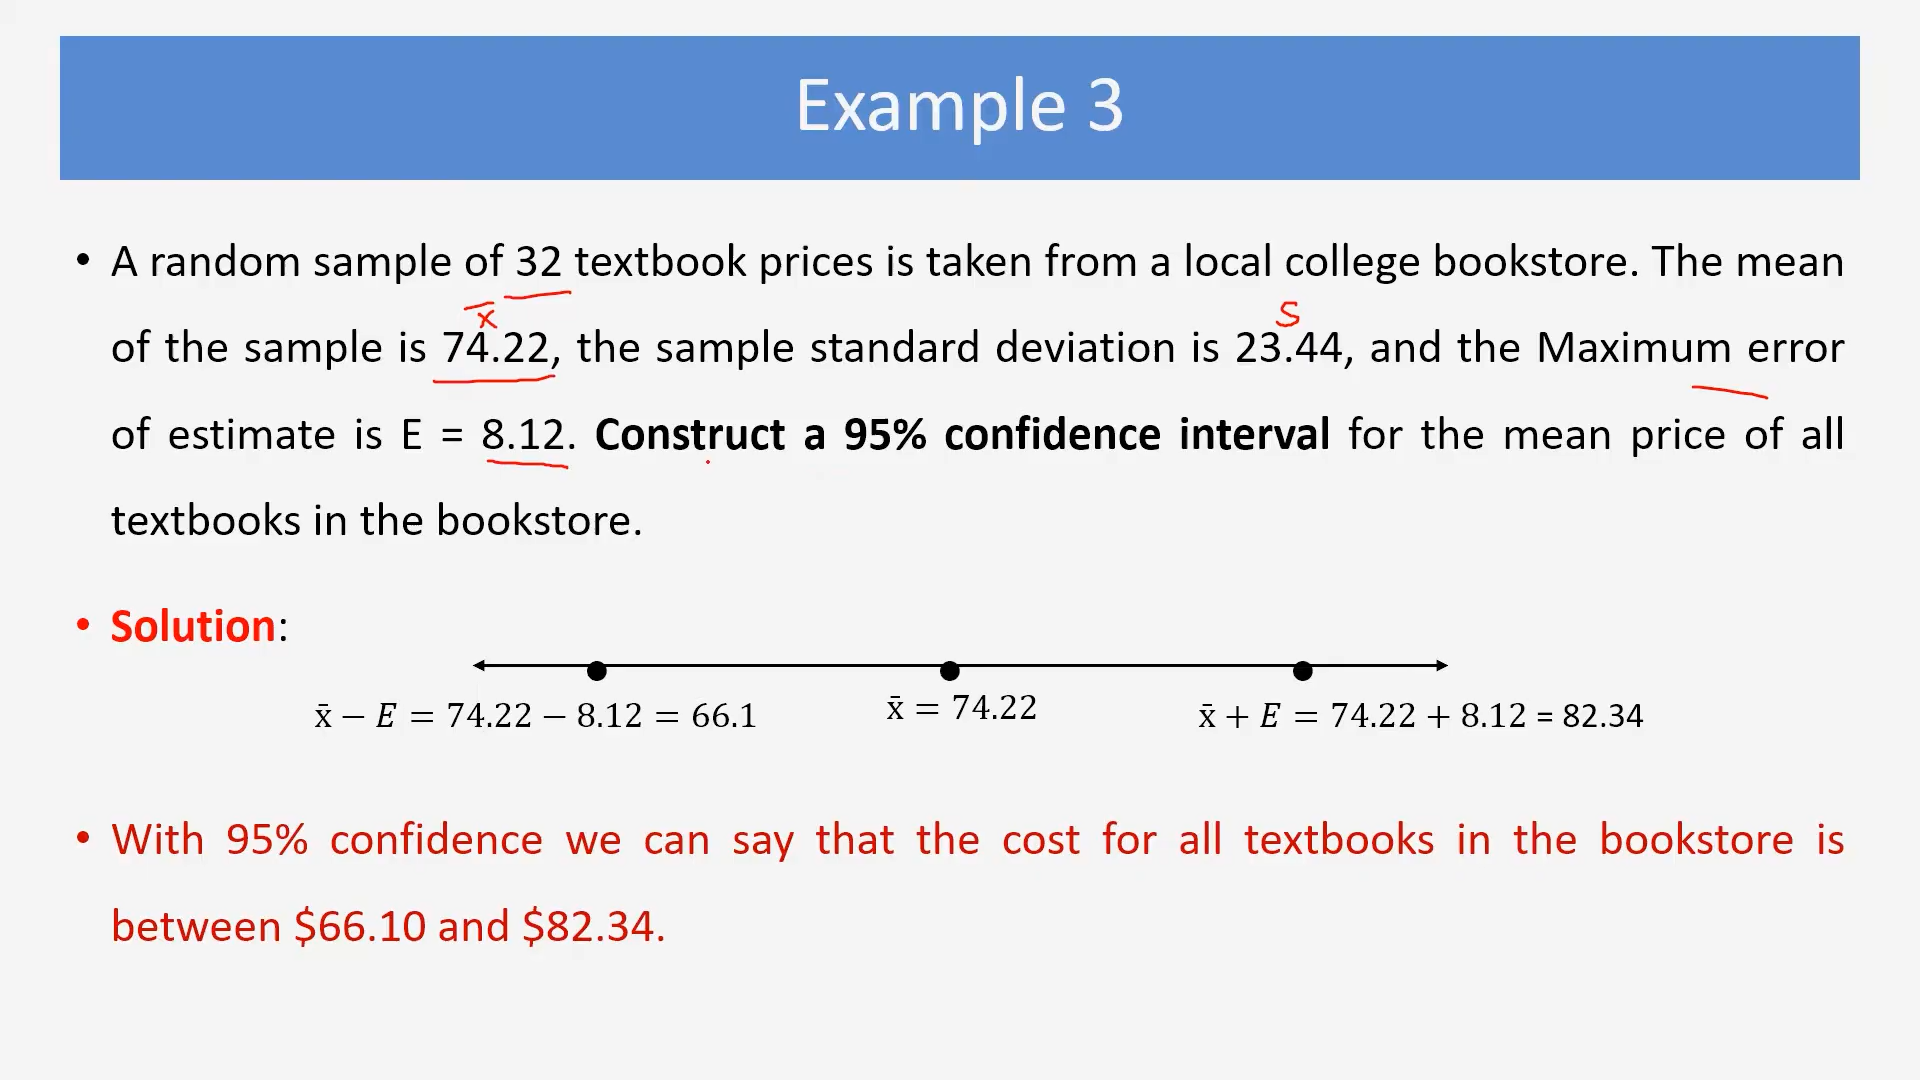 Example 3
• A random sample of 32 textbook prices is taken from a local college bookstore. The mean
x̄
S
of the sample is 74.22, the sample standard deviation is 23.44, and the Maximum error
of estimate is E = 8.12. Construct a 95% confidence interval for the mean price of all
textbooks in the bookstore.
• Solution:
x̄ − E = 74.22 − 8.12 = 66.1
x̄ = 74.22
x̄ + E = 74.22 + 8.12 = 82.34
• With 95% confidence we can say that the cost for all textbooks in the bookstore is
between $66.10 and $82.34.